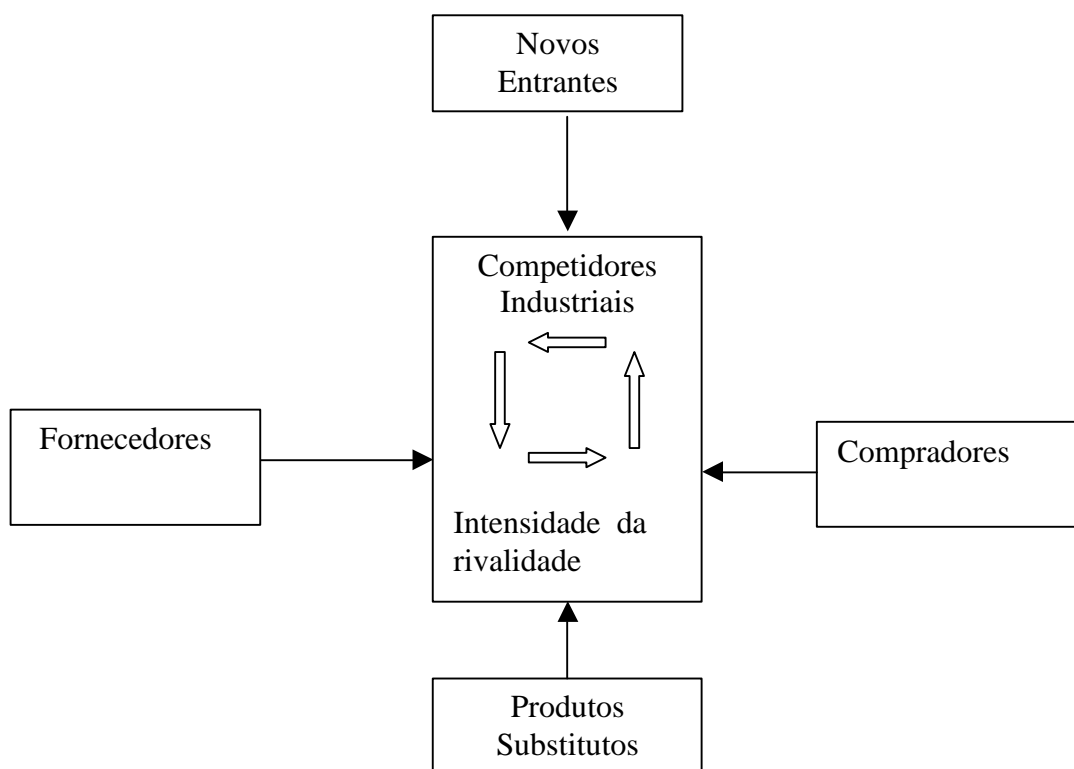 Novos
Entrantes
Competidores
Industriais
Fornecedores
Compradores
Intensidade da
rivalidade
Produtos
Substitutos